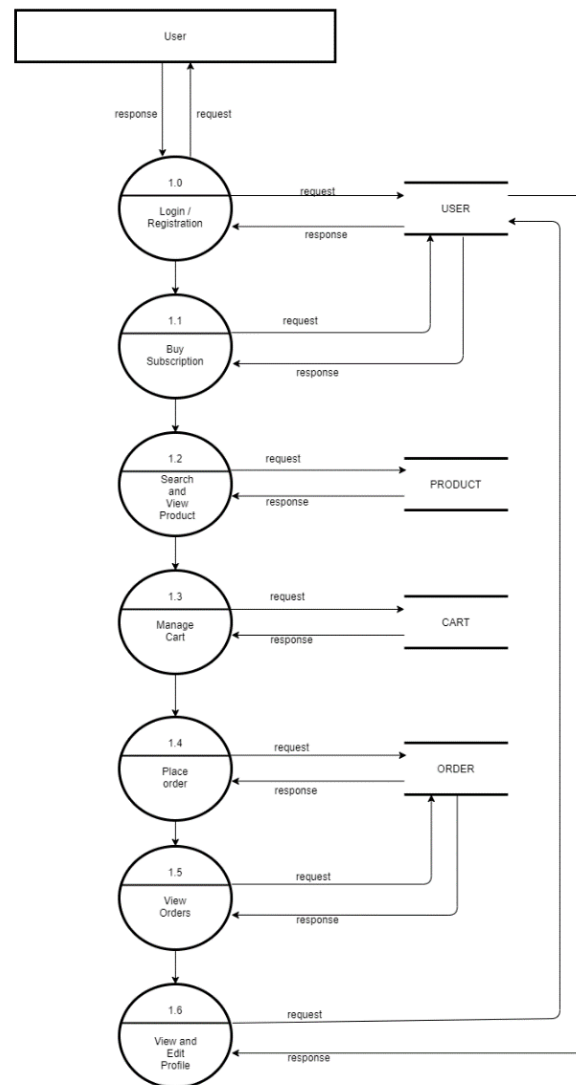 User
response
request
1.0
Login /
Registration
request
response
USER
1.1
Buy
Subscription
request
response
1.2
Search
and
View
Product
request
response
PRODUCT
1.3
Manage
Cart
request
response
CART
1.4
Place
order
request
response
ORDER
1.5
View
Orders
request
response
1.6
View and
Edit
Profile
request
response